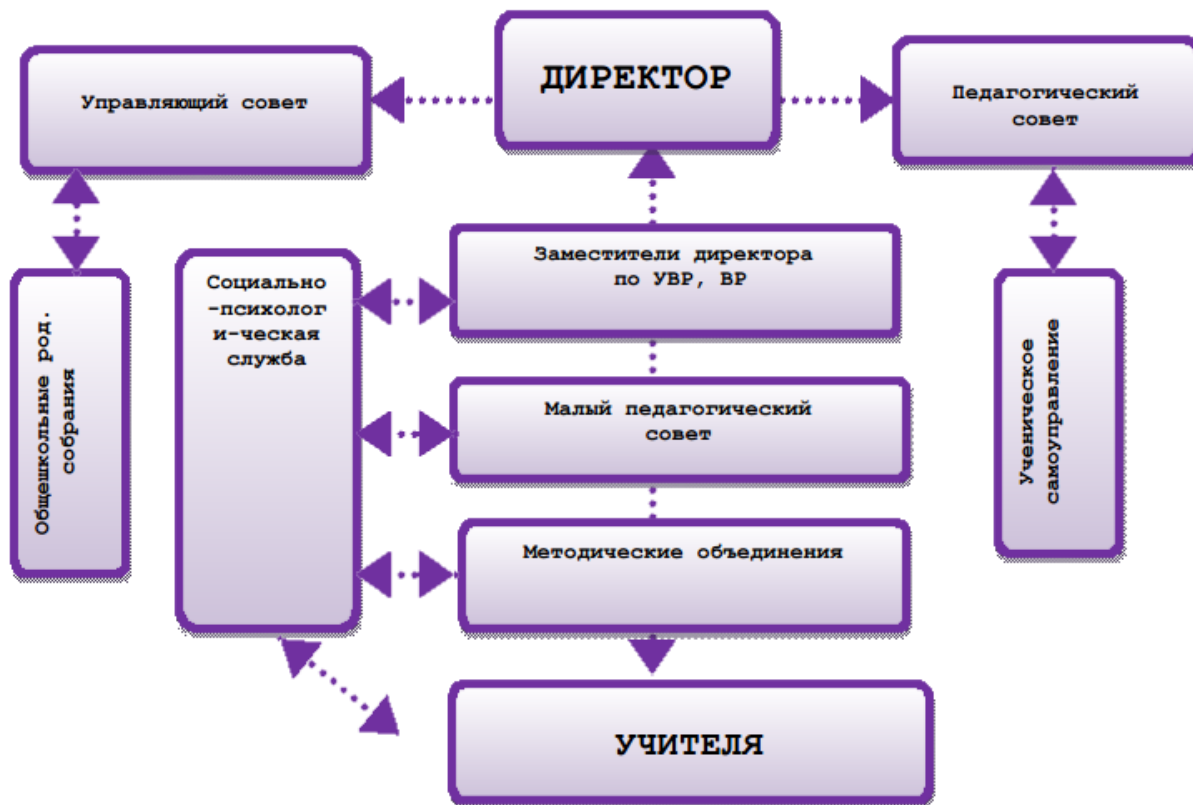 ДИРЕКТОР
Управляющий совет
Педагогический
совет
Заместители директора
по УВР, ВР
Социально
-психолог
и-ческая
служба
Общешкольные род.
собрания
Малый педагогический
совет
Ученическое
самоуправление
Методические объединения
УЧИТЕЛЯ